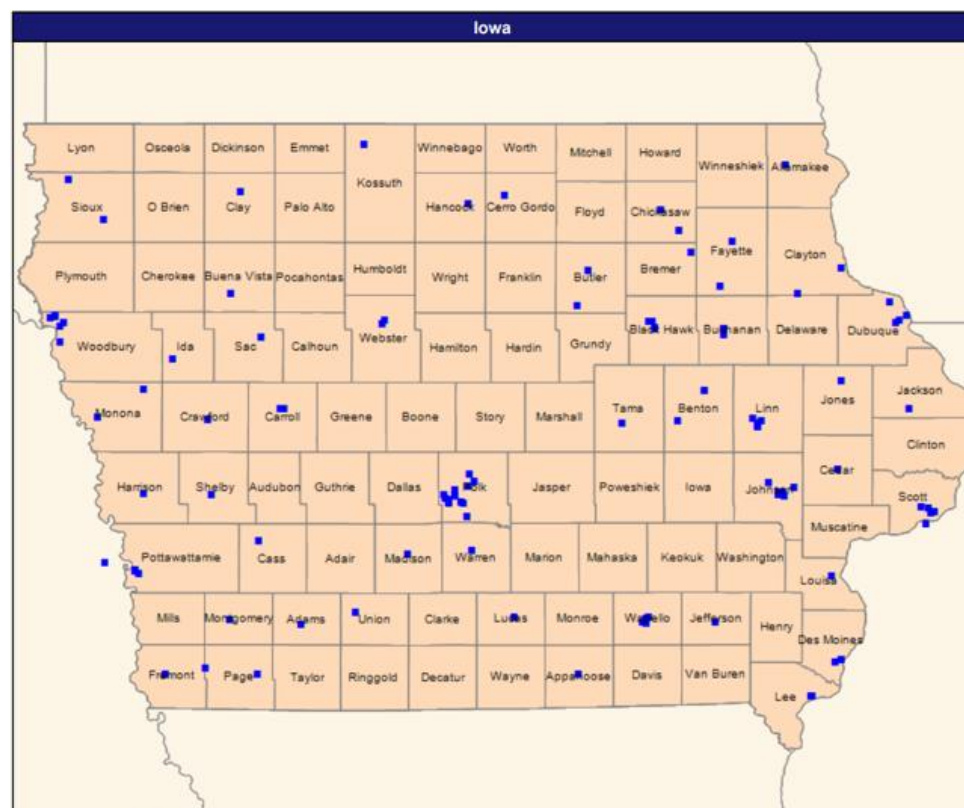 Iowa
Lyon Osceola Dickinson Emmet Winnebago Worth Mitchell Howard Winneshiek Allamakee
Kossuth
Sioux O Brien Clay Palo Alto Hancock Cerro Gordo Floyd Chickasaw
Fayette Clayton
Plymouth Cherokee Buena Vista Pocahontas Humboldt Wright Franklin Butler Bremer
Woodbury Ida Sac Calhoun Webster Hamilton Hardin Grundy Black Hawk Buchanan Delaware Dubuque
Monona Crawford Carroll Greene Boone Story Marshall Tama Benton Linn Jones Jackson
Clinton
Harrison Shelby Audubon Guthrie Dallas Polk Jasper Poweshiek Iowa Johnson Cedar Scott
Muscatine
Pottawattamie Cass Adair Madison Warren Marion Mahaska Keokuk Washington
Louisa
Mills Montgomery Adams Union Clarke Lucas Monroe Wapello Jefferson Henry Des Moines
Fremont Page Taylor Ringgold Decatur Wayne Appanoose Davis Van Buren Lee